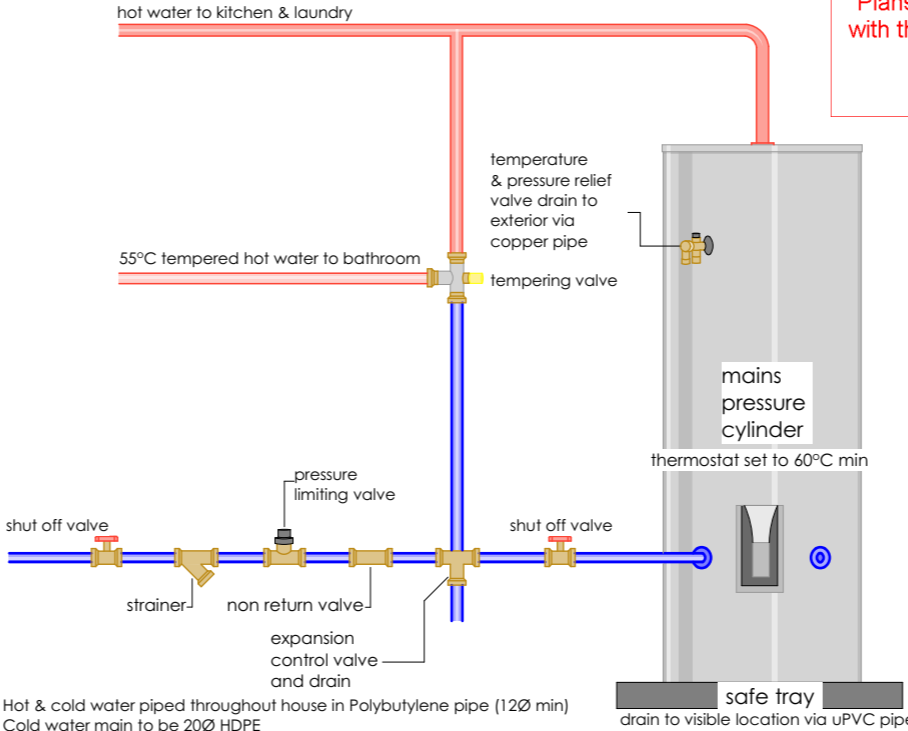 hot water to kitchen & laundry
Plans
with th
temperature
& pressure relief
valve drain to
exterior via
copper pipe
55°C tempered hot water to bathroom
tempering valve
mains
pressure
cylinder
thermostat set to 60°C min
pressure
limiting valve
shut off valve
shut off valve
strainer
non return valve
expansion
control valve
and drain
Hot & cold water piped throughout house in Polybutylene pipe (12Ø min)
Cold water main to be 20Ø HDPE
safe tray
drain to visible location via uPVC pipe